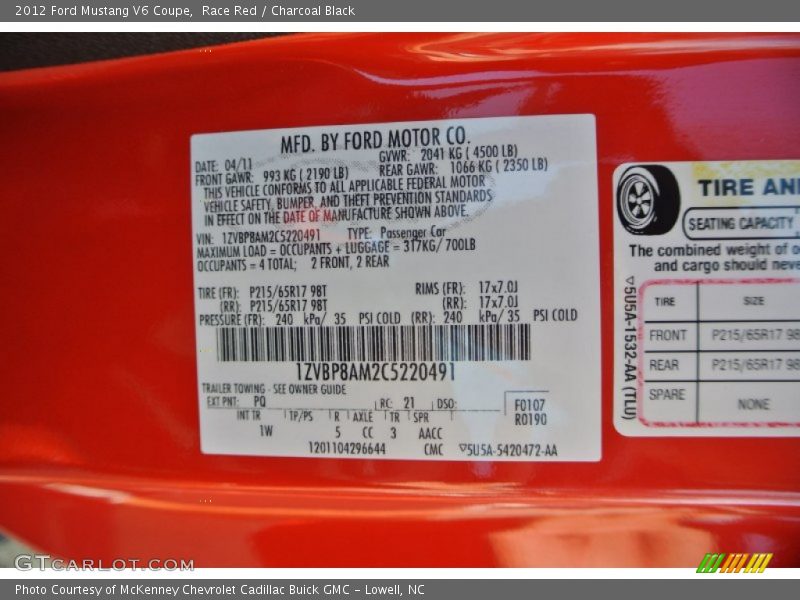 2012 Ford Mustang V6 Coupe,  Race Red / Charcoal Black
MFD. BY FORD MOTOR CO.
DATE: 04/11 GVWR: 2041 KG ( 4500 LB)
FRONT GAWR: 993 KG ( 2190 LB) REAR GAWR: 1066 KG ( 2350 LB)
THIS VEHICLE CONFORMS TO ALL APPLICABLE FEDERAL MOTOR
VEHICLE SAFETY, BUMPER, AND THEFT PREVENTION STANDARDS
IN EFFECT ON THE DATE OF MANUFACTURE SHOWN ABOVE.
VIN: 1ZVBP8AM2C5220491 TYPE: Passenger Car
MAXIMUM LOAD = OCCUPANTS + LUGGAGE = 317KG/ 700LB
OCCUPANTS = 4 TOTAL; 2 FRONT, 2 REAR
TIRE (FR): P215/65R17 98T RIMS (FR): 17x7.0J
(RR): P215/65R17 98T (RR): 17x7.0J
PRESSURE (FR): 240 kPa/ 35 PSI COLD (RR): 240 kPa/ 35 PSI COLD
1ZVBP8AM2C5220491
TRAILER TOWING - SEE OWNER GUIDE
EXT PNT: PQ RC: 21 DSO: F0107
R0190
INT TR TP/PS R AXLE TR SPR
1W 5 CC 3 AACC
1201104296644 CMC ▽5U5A-5420472-AA
TIRE AN
SEATING CAPACITY
The combined weight of o
and cargo should neve
▽5U5A-1532-AA (TLU)
TIRE SIZE
FRONT P215/65R17 98
REAR P215/65R17 98
SPARE NONE
GTCARLOT.COM
Photo Courtesy of McKenney Chevrolet Cadillac Buick GMC – Lowell, NC